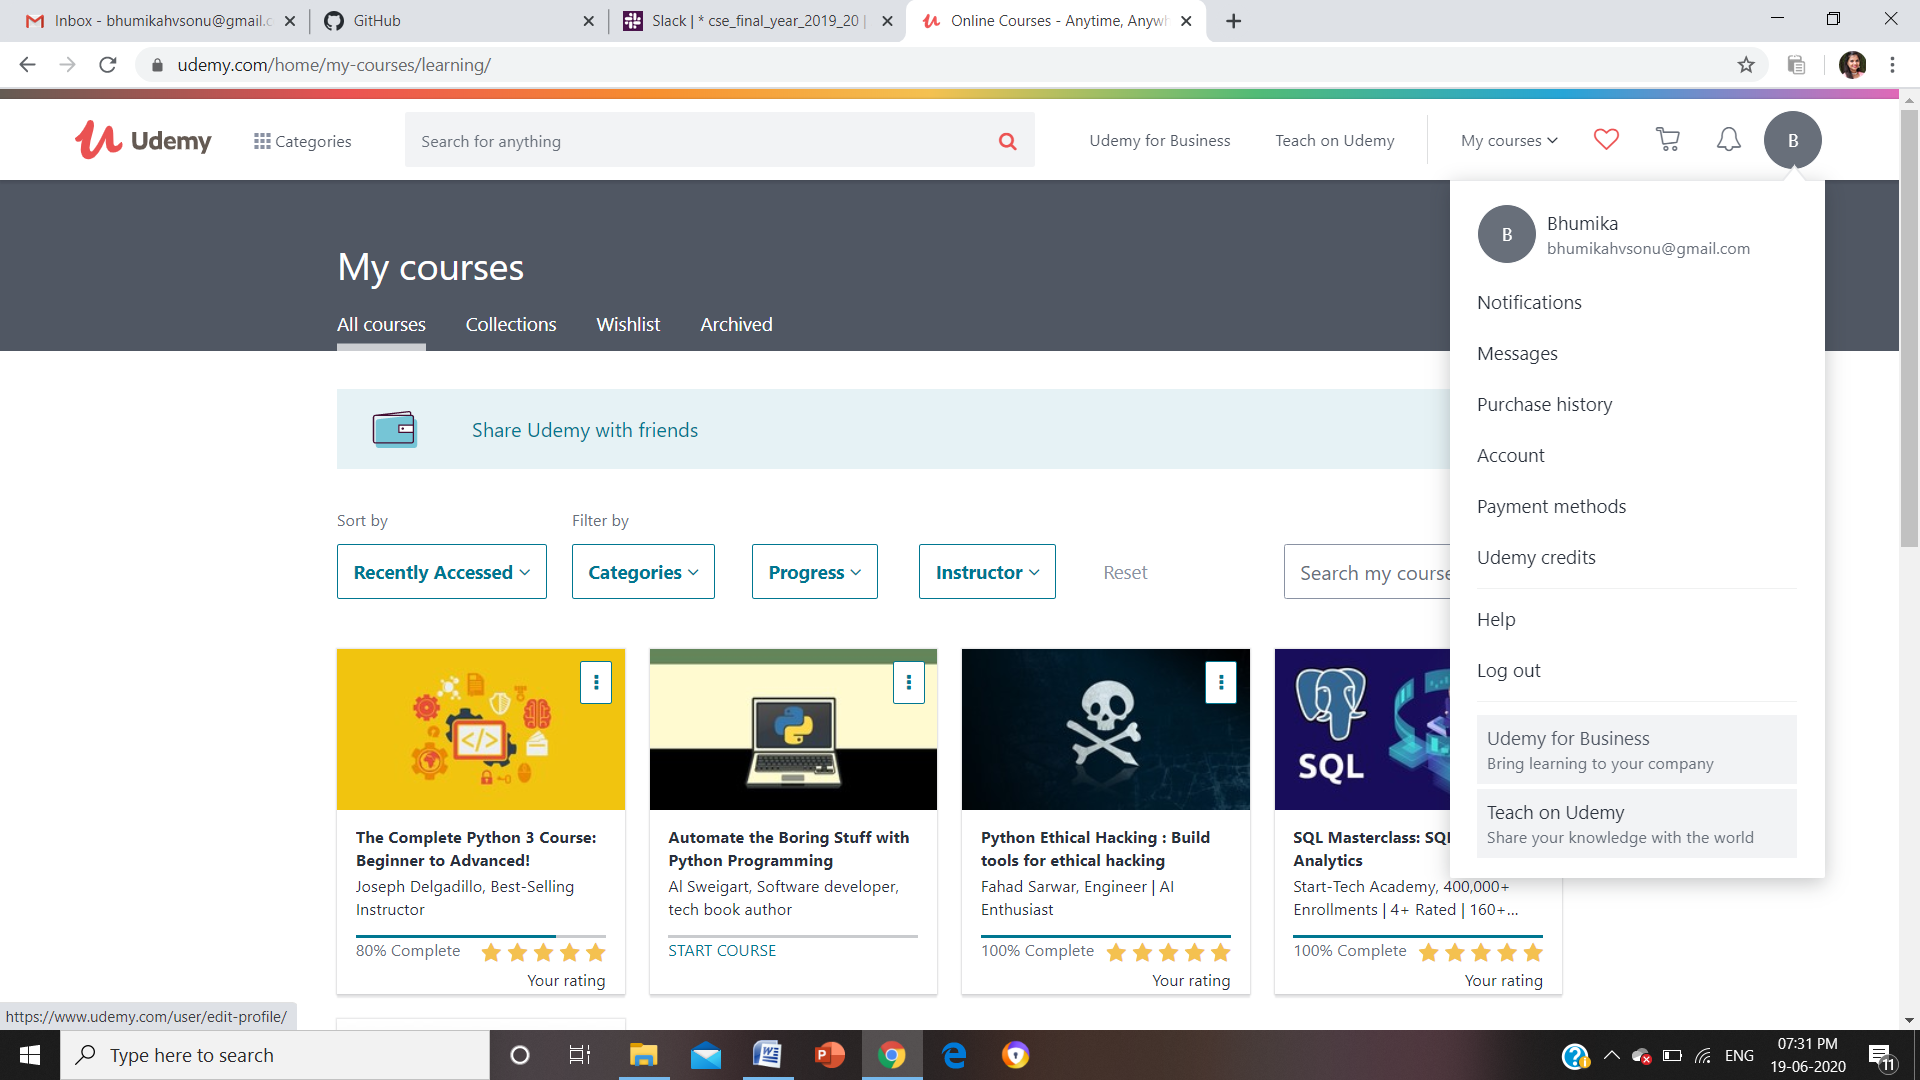 Inbox - bhumikahvsonu@gmail.c
GitHub
Slack | * cse_final_year_2019_20 |
Online Courses - Anytime, Anywh
udemy.com/home/my-courses/learning/
Udemy
Categories
Search for anything
Udemy for Business
Teach on Udemy
My courses
B
My courses
All courses
Collections
Wishlist
Archived
B
Bhumika
bhumikahvsonu@gmail.com
Notifications
Messages
Purchase history
Account
Payment methods
Udemy credits
Help
Log out
Udemy for Business
Bring learning to your company
Teach on Udemy
Share your knowledge with the world
Share Udemy with friends
Sort by
Filter by
Recently Accessed
Categories
Progress
Instructor
Reset
Search my course
</>
The Complete Python 3 Course:
Beginner to Advanced!
Joseph Delgadillo, Best-Selling
Instructor
80% Complete
Your rating
Automate the Boring Stuff with
Python Programming
Al Sweigart, Software developer,
tech book author
START COURSE
Python Ethical Hacking : Build
tools for ethical hacking
Fahad Sarwar, Engineer | AI
Enthusiast
100% Complete
Your rating
SQL
SQL Masterclass: SQL
Analytics
Start-Tech Academy, 400,000+
Enrollments | 4+ Rated | 160+...
100% Complete
Your rating
https://www.udemy.com/user/edit-profile/
Type here to search
ENG
07:31 PM
19-06-2020
11